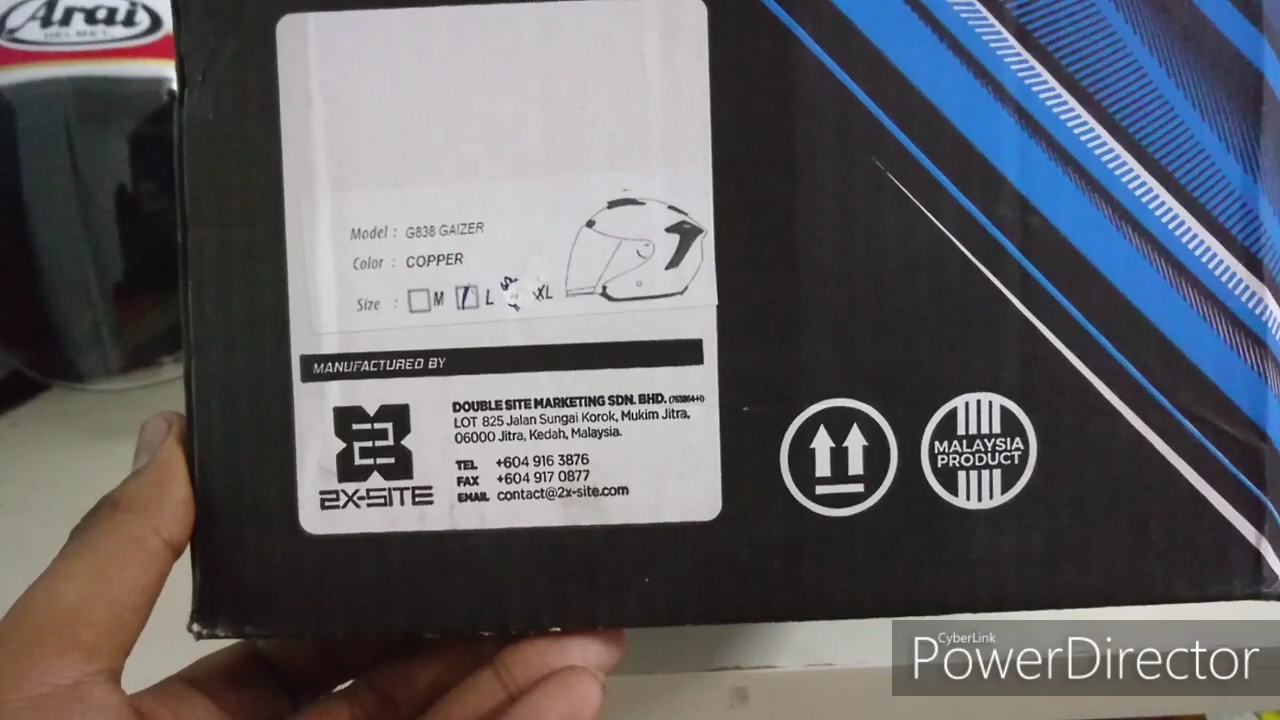 Arai
HELMET
Model : G838 GAIZER
Color : COPPER
Size : M L XL
MANUFACTURED BY
2X-SITE
DOUBLE SITE MARKETING SDN. BHD.
LOT 825 Jalan Sungai Korok, Mukim Jitra,
06000 Jitra, Kedah, Malaysia.
TEL +604 916 3876
FAX +604 917 0877
EMAIL contact@2x-site.com
MALAYSIA
PRODUCT
CyberLink
PowerDirector